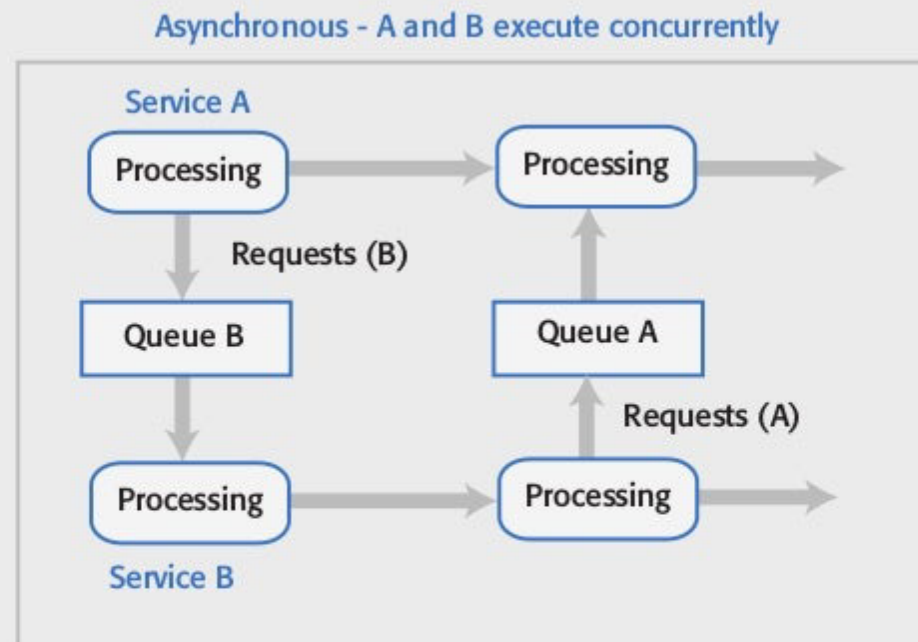 Asynchronous - A and B execute concurrently
Service A
Processing
Processing
Requests (B)
Queue B
Queue A
Requests (A)
Processing
Processing
Service B